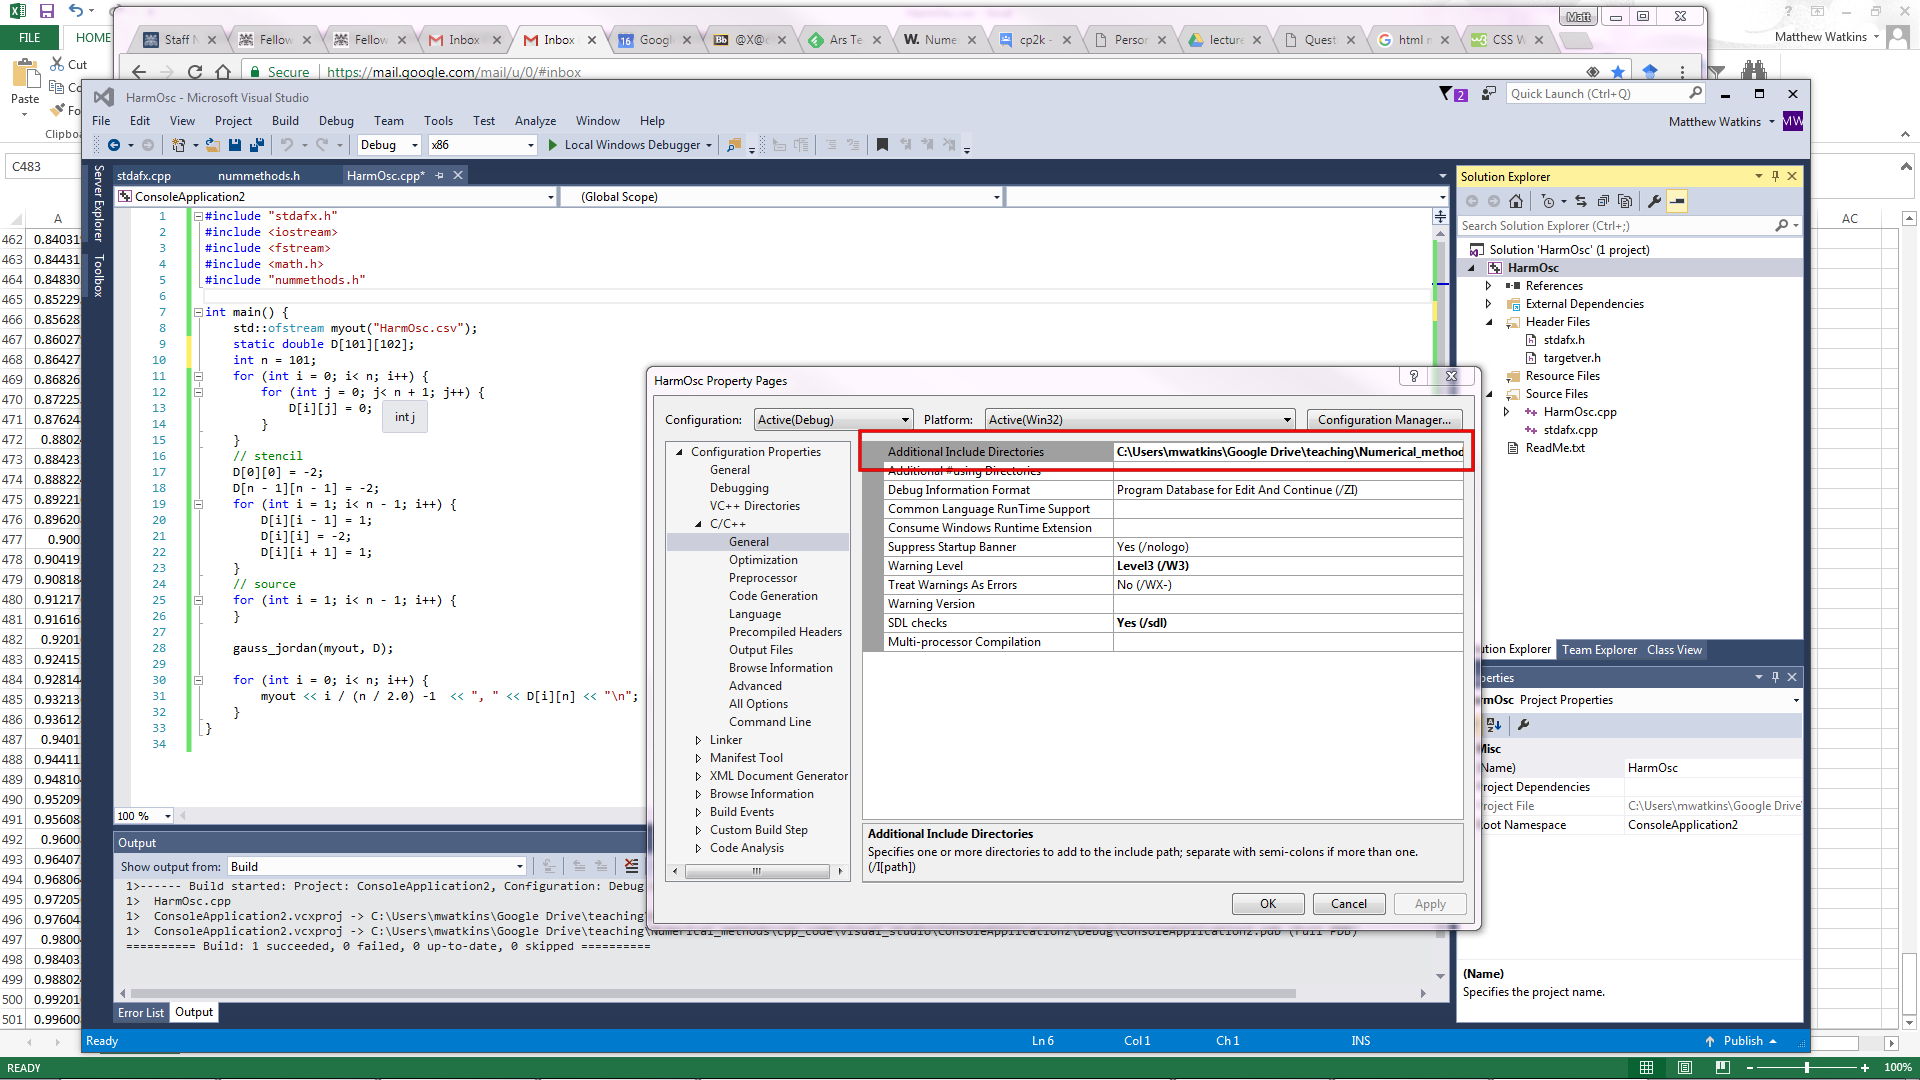 FILE
HOME
Cut
Co
Fo
Paste
Clipboa
C483
A
462 0.840319
463 0.84431
464 0.84830
465 0.85229
466 0.85628
467 0.86027
468 0.86427
469 0.86826
470 0.87225
471 0.87624
472 0.8802
473 0.88423
474 0.88822
475 0.89221
476 0.89620
477 0.900
478 0.90419
479 0.90818
480 0.91217
481 0.91616
482 0.9201
483 0.92415
484 0.92814
485 0.93213
486 0.93612
487 0.9401
488 0.94411
489 0.94810
490 0.95209
491 0.95608
492 0.9600
493 0.96407
494 0.96806
495 0.97205
496 0.97604
497 0.9800
498 0.98403
499 0.98802
500 0.99201
501 0.99600
READY
100%
Matthew Watkins
AC
Matt
Staff N
Fellow
Fellow
Inbox
Inbox
Googl
@X@
Ars Te
Nume
cp2k -
Person
lecture
Quest
html n
CSS W
Secure
https://mail.google.com/mail/u/0/#inbox
HarmOsc - Microsoft Visual Studio
2
Quick Launch (Ctrl+Q)
File Edit View Project Build Debug Team Tools Test Analyze Window Help
Matthew Watkins
MW
Debug
x86
Local Windows Debugger
Server Explorer
Toolbox
stdafx.cpp
nummethods.h
HarmOsc.cpp*
ConsoleApplication2
(Global Scope)
1 #include "stdafx.h"
2 #include <iostream>
3 #include <fstream>
4 #include <math.h>
5 #include "nummethods.h"
6
7 int main() {
8 std::ofstream myout("HarmOsc.csv");
9 static double D[101][102];
10 int n = 101;
11 for (int i = 0; i< n; i++) {
12 for (int j = 0; j< n + 1; j++) {
13 D[i][j] = 0;
int j
14 }
15 }
16 // stencil
17 D[0][0] = -2;
18 D[n - 1][n - 1] = -2;
19 for (int i = 1; i< n - 1; i++) {
20 D[i][i - 1] = 1;
21 D[i][i] = -2;
22 D[i][i + 1] = 1;
23 }
24 // source
25 for (int i = 1; i< n - 1; i++) {
26 }
27
28 gauss_jordan(myout, D);
29
30 for (int i = 0; i< n; i++) {
31 myout << i / (n / 2.0) -1  << ", " << D[i][n] << "\n";
32 }
33 }
34
100 %
Output
Show output from: Build
1>------ Build started: Project: ConsoleApplication2, Configuration: Debug
1> HarmOsc.cpp
1> ConsoleApplication2.vcxproj -> C:\Users\mwatkins\Google Drive\teaching\
1> ConsoleApplication2.vcxproj -> C:\Users\mwatkins\Google Drive\teaching\Numerical_methods\cpp_code\visual_studio\ConsoleApplication2\Debug\ConsoleApplication2.pdb (Full PDB)
========== Build: 1 succeeded, 0 failed, 0 up-to-date, 0 skipped ==========
Error List
Output
Ready
Ln 6
Col 1
Ch 1
INS
Publish
HarmOsc Property Pages
Configuration: Active(Debug)
Platform: Active(Win32)
Configuration Manager...
Configuration Properties
General
Debugging
VC++ Directories
C/C++
General
Optimization
Preprocessor
Code Generation
Language
Precompiled Headers
Output Files
Browse Information
Advanced
All Options
Command Line
Linker
Manifest Tool
XML Document Generator
Browse Information
Build Events
Custom Build Step
Code Analysis
Additional Include Directories C:\Users\mwatkins\Google Drive\teaching\Numerical_method
Additional #using Directories
Debug Information Format Program Database for Edit And Continue (/ZI)
Common Language RunTime Support
Consume Windows Runtime Extension
Suppress Startup Banner Yes (/nologo)
Warning Level Level3 (/W3)
Treat Warnings As Errors No (/WX-)
Warning Version
SDL checks Yes (/sdl)
Multi-processor Compilation
Additional Include Directories
Specifies one or more directories to add to the include path; separate with semi-colons if more than one.
(/I[path])
OK
Cancel
Apply
Solution Explorer
Search Solution Explorer (Ctrl+;)
Solution 'HarmOsc' (1 project)
HarmOsc
References
External Dependencies
Header Files
stdafx.h
targetver.h
Resource Files
Source Files
HarmOsc.cpp
stdafx.cpp
ReadMe.txt
ution Explorer
Team Explorer
Class View
perties
rmOsc Project Properties
Misc
Name) HarmOsc
roject Dependencies
roject File C:\Users\mwatkins\Google Drive\
oot Namespace ConsoleApplication2
(Name)
Specifies the project name.